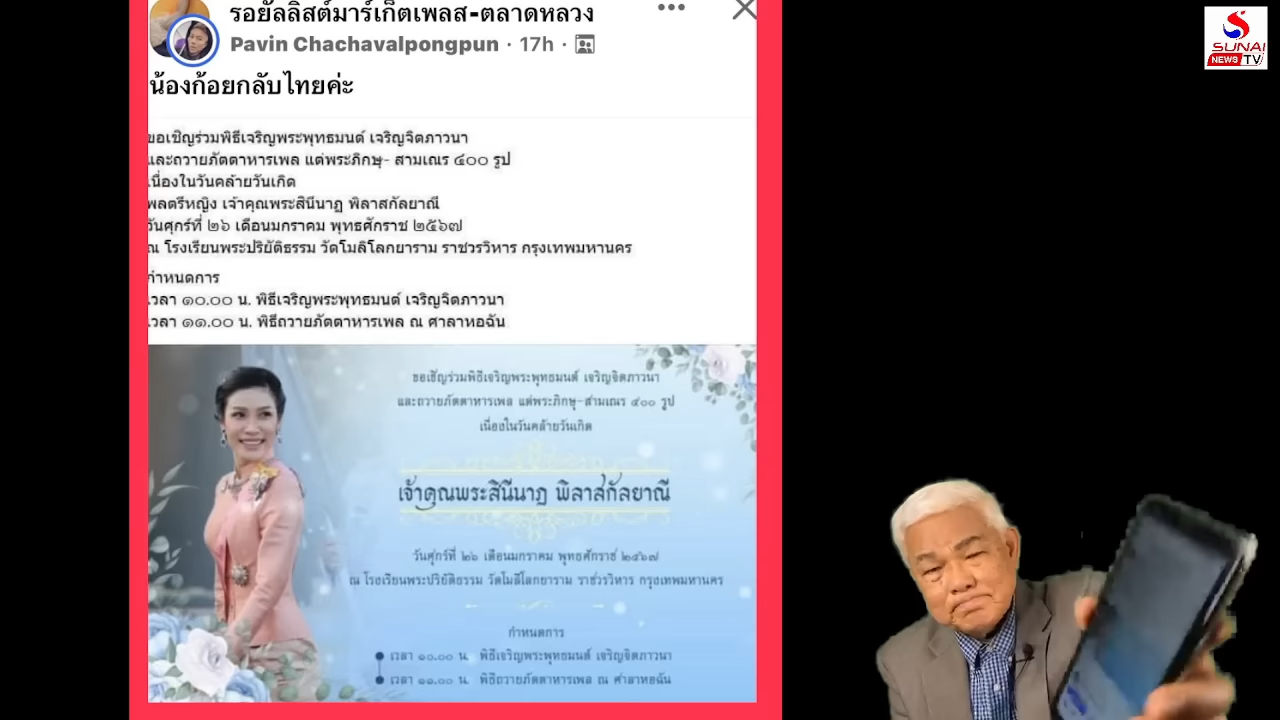 รอยัลลิสต์มาร์เก็ตเพลส-ตลาดหลวง
Pavin Chachavalpongpun · 17h ·
น้องก้อยกลับไทยค่ะ
ขอเชิญร่วมพิธีเจริญพระพุทธมนต์ เจริญจิตภาวนา
และถวายภัตตาหารเพล แด่พระภิกษุ- สามเณร ๔๐๐ รูป
เนื่องในวันคล้ายวันเกิด
พลตรีหญิง เจ้าคุณพระสินีนาฏ พิลาสกัลยาณี
วันศุกร์ที่ ๒๖ เดือนมกราคม พุทธศักราช ๒๕๖๗
ณ โรงเรียนพระปริยัติธรรม วัดโมลีโลกยาราม ราชวรวิหาร กรุงเทพมหานคร
กำหนดการ
เวลา ๑๐.๐๐ น. พิธีเจริญพระพุทธมนต์ เจริญจิตภาวนา
เวลา ๑๑.๐๐ น. พิธีถวายภัตตาหารเพล ณ ศาลาหอฉัน
ขอเชิญร่วมพิธีเจริญพระพุทธมนต์ เจริญจิตภาวนา
และถวายภัตตาหารเพล แด่พระภิกษุ-สามเณร ๔๐๐ รูป
เนื่องในวันคล้ายวันเกิด
เจ้าคุณพระสินีนาฏ พิลาสกัลยาณี
วันศุกร์ที่ ๒๖ เดือนมกราคม พุทธศักราช ๒๕๖๗
ณ โรงเรียนพระปริยัติธรรม วัดโมลีโลกยาราม ราชวรวิหาร กรุงเทพมหานคร
กำหนดการ
เวลา ๑๐.๐๐ น. พิธีเจริญพระพุทธมนต์ เจริญจิตภาวนา
เวลา ๑๑.๐๐ น. พิธีถวายภัตตาหารเพล ณ ศาลาหอฉัน
SUNAI
NEWS TV